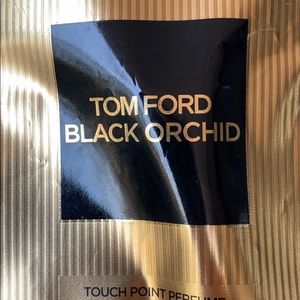 TOM FORD
BLACK ORCHID
TOUCH POINT PERFUME